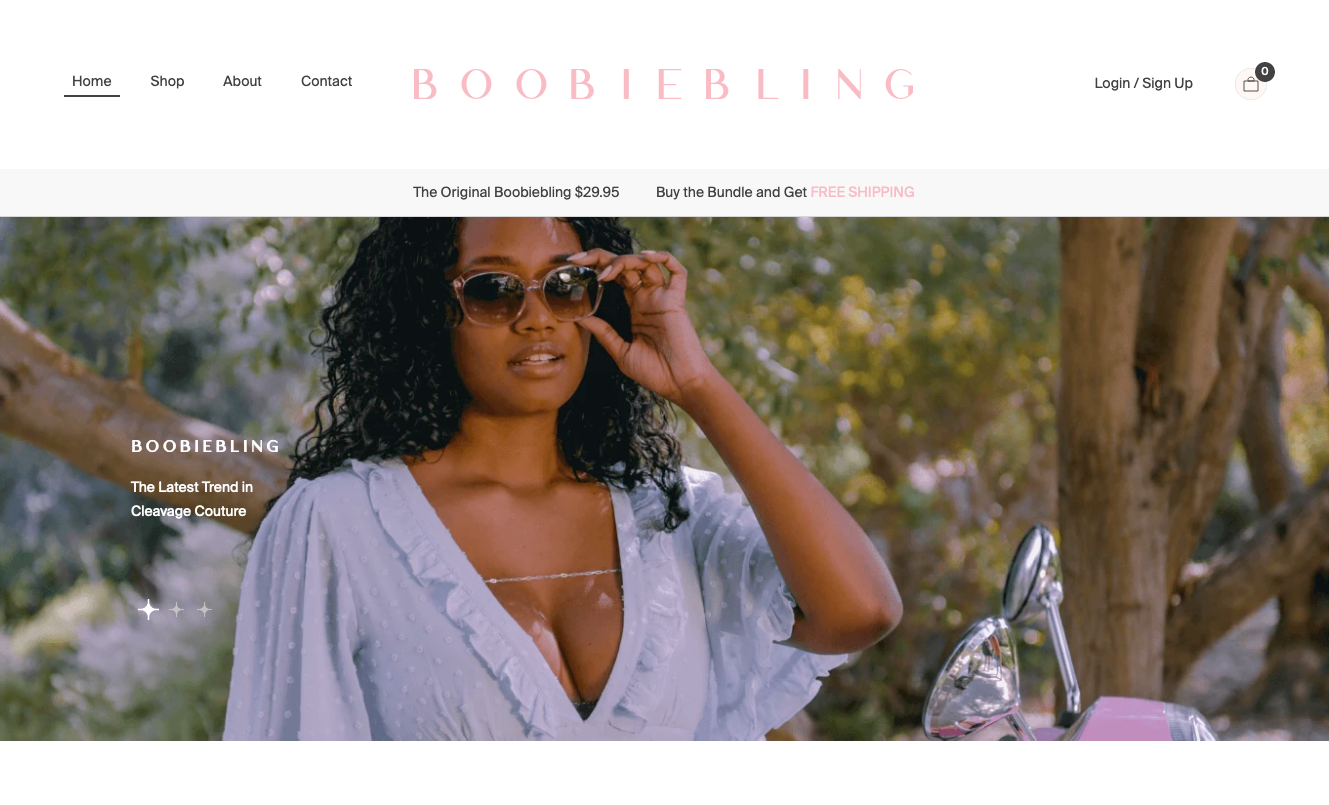 Home Shop About Contact
BOOBIEBLING
Login / Sign Up
0
The Original Boobiebling $29.95 Buy the Bundle and Get FREE SHIPPING
BOOBIEBLING
The Latest Trend in
Cleavage Couture